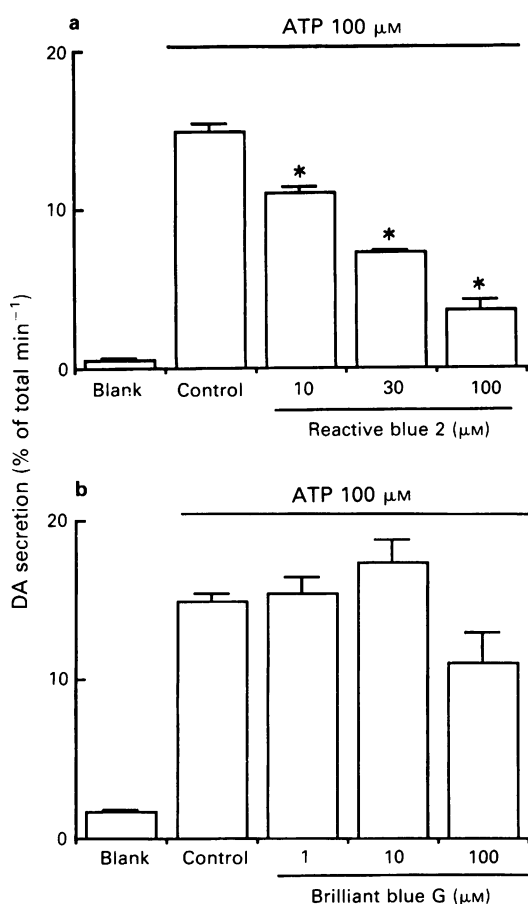 a
ATP 100 μM
20
*
*
*
10
0
Blank Control 10 30 100
Reactive blue 2 (μM)
DA secretion (% of total min⁻¹)
b
ATP 100 μM
20
10
0
Blank Control 1 10 100
Brilliant blue G (μM)